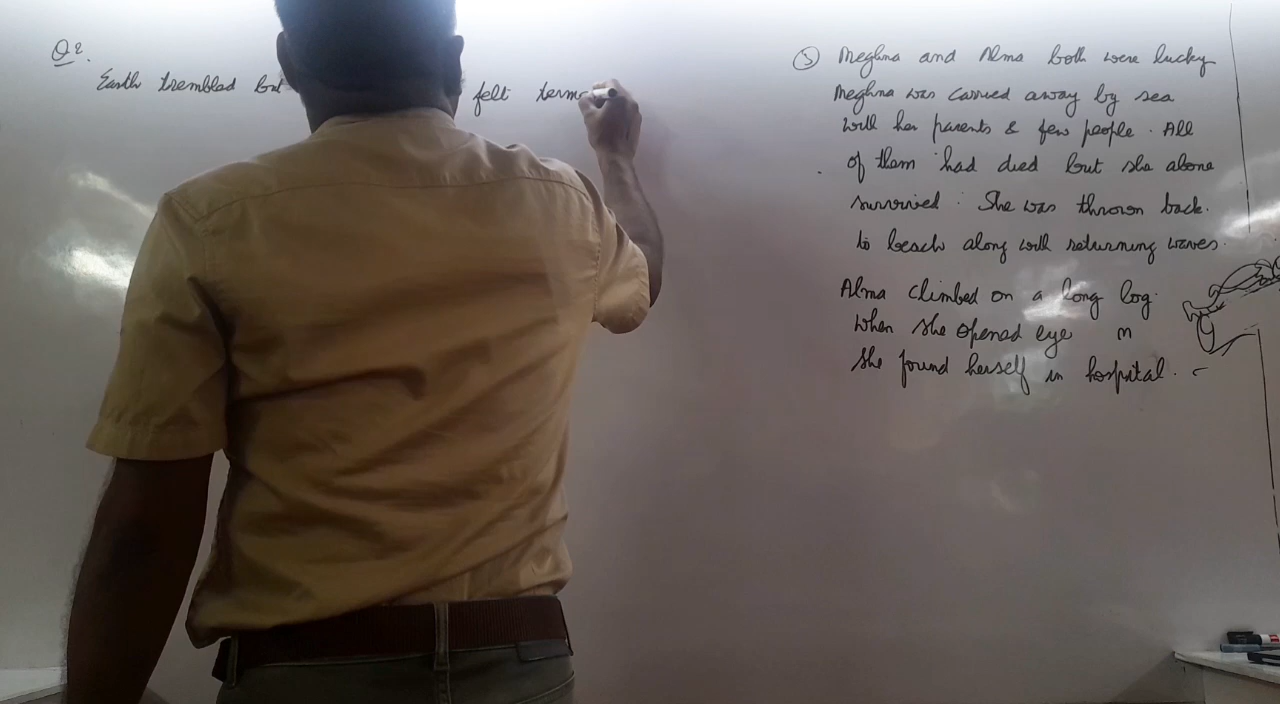 Q2.
Earth trembled but felt
③ Meghna and Alma both were lucky
Meghna was carried away by sea
with her parents & few people. All
of them had died but she alone
survived. She was thrown back.
to beach along with returning waves.
Alma climbed on a long log.
When she opened eye m
she found herself in hospital.